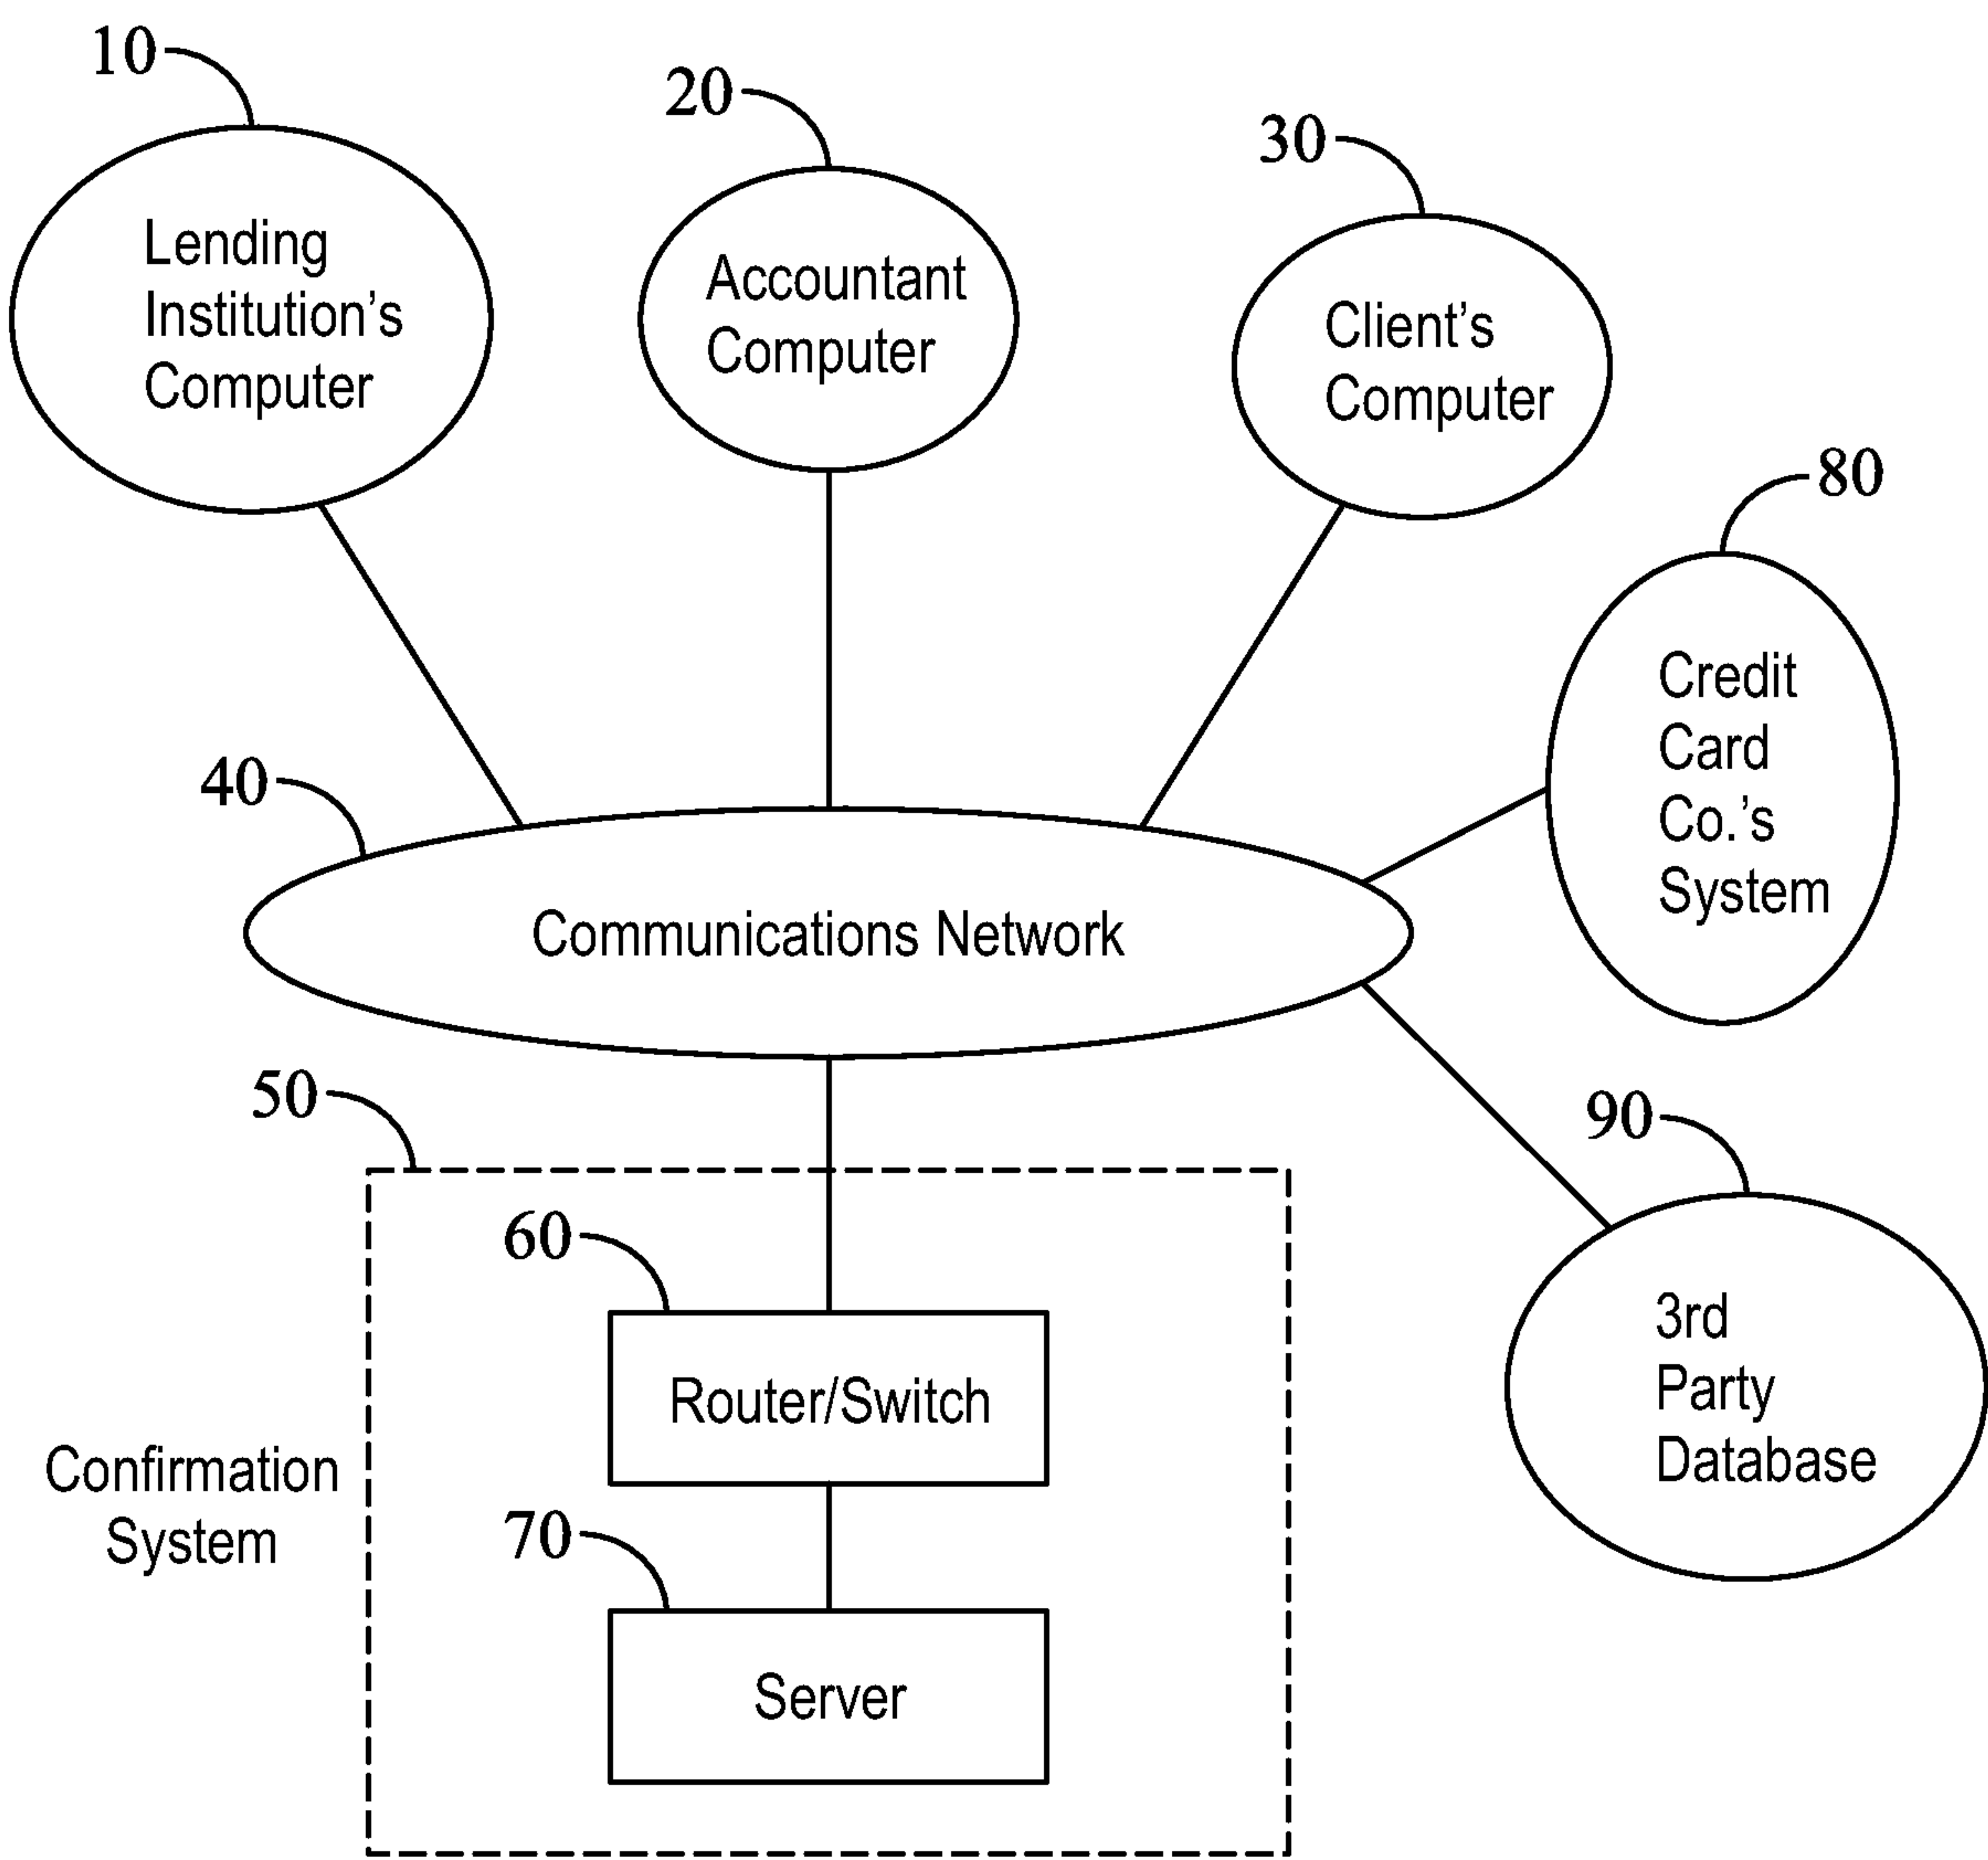 10
20
30
Lending
Institution's
Computer
Accountant
Computer
Client's
Computer
80
Credit
Card
Co.'s
System
40
Communications Network
50
90
60
3rd
Party
Database
Router/Switch
Confirmation
System
70
Server